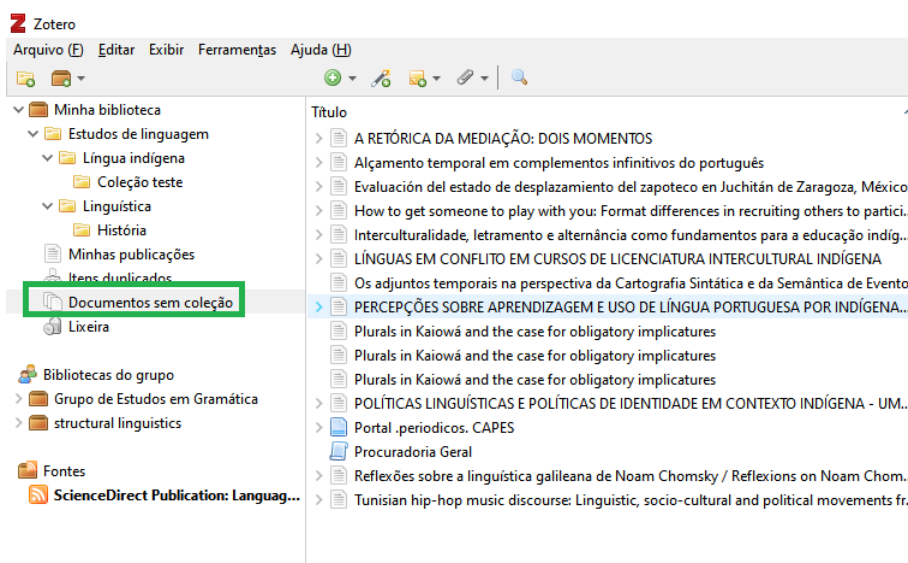 Zotero
Arquivo (F) Editar Exibir Ferramentas Ajuda (H)
Minha biblioteca
Estudos de linguagem
Língua indígena
Coleção teste
Linguística
História
Minhas publicações
Itens duplicados
Documentos sem coleção
Lixeira
Bibliotecas do grupo
Grupo de Estudos em Gramática
structural linguistics
Fontes
ScienceDirect Publication: Languag...
Título
A RETÓRICA DA MEDIAÇÃO: DOIS MOMENTOS
Alçamento temporal em complementos infinitivos do português
Evaluación del estado de desplazamiento del zapoteco en Juchitán de Zaragoza, México
How to get someone to play with you: Format differences in recruiting others to partici...
Interculturalidade, letramento e alternância como fundamentos para a educação indíg...
LÍNGUAS EM CONFLITO EM CURSOS DE LICENCIATURA INTERCULTURAL INDÍGENA
Os adjuntos temporais na perspectiva da Cartografia Sintática e da Semântica de Evento
PERCEPÇÕES SOBRE APRENDIZAGEM E USO DE LÍNGUA PORTUGUESA POR INDÍGENA...
Plurals in Kaiowá and the case for obligatory implicatures
Plurals in Kaiowá and the case for obligatory implicatures
Plurals in Kaiowá and the case for obligatory implicatures
POLÍTICAS LINGUÍSTICAS E POLÍTICAS DE IDENTIDADE EM CONTEXTO INDÍGENA - UM...
Portal .periodicos. CAPES
Procuradoria Geral
Reflexões sobre a linguística galileana de Noam Chomsky / Reflexions on Noam Chom...
Tunisian hip-hop music discourse: Linguistic, socio-cultural and political movements fr...